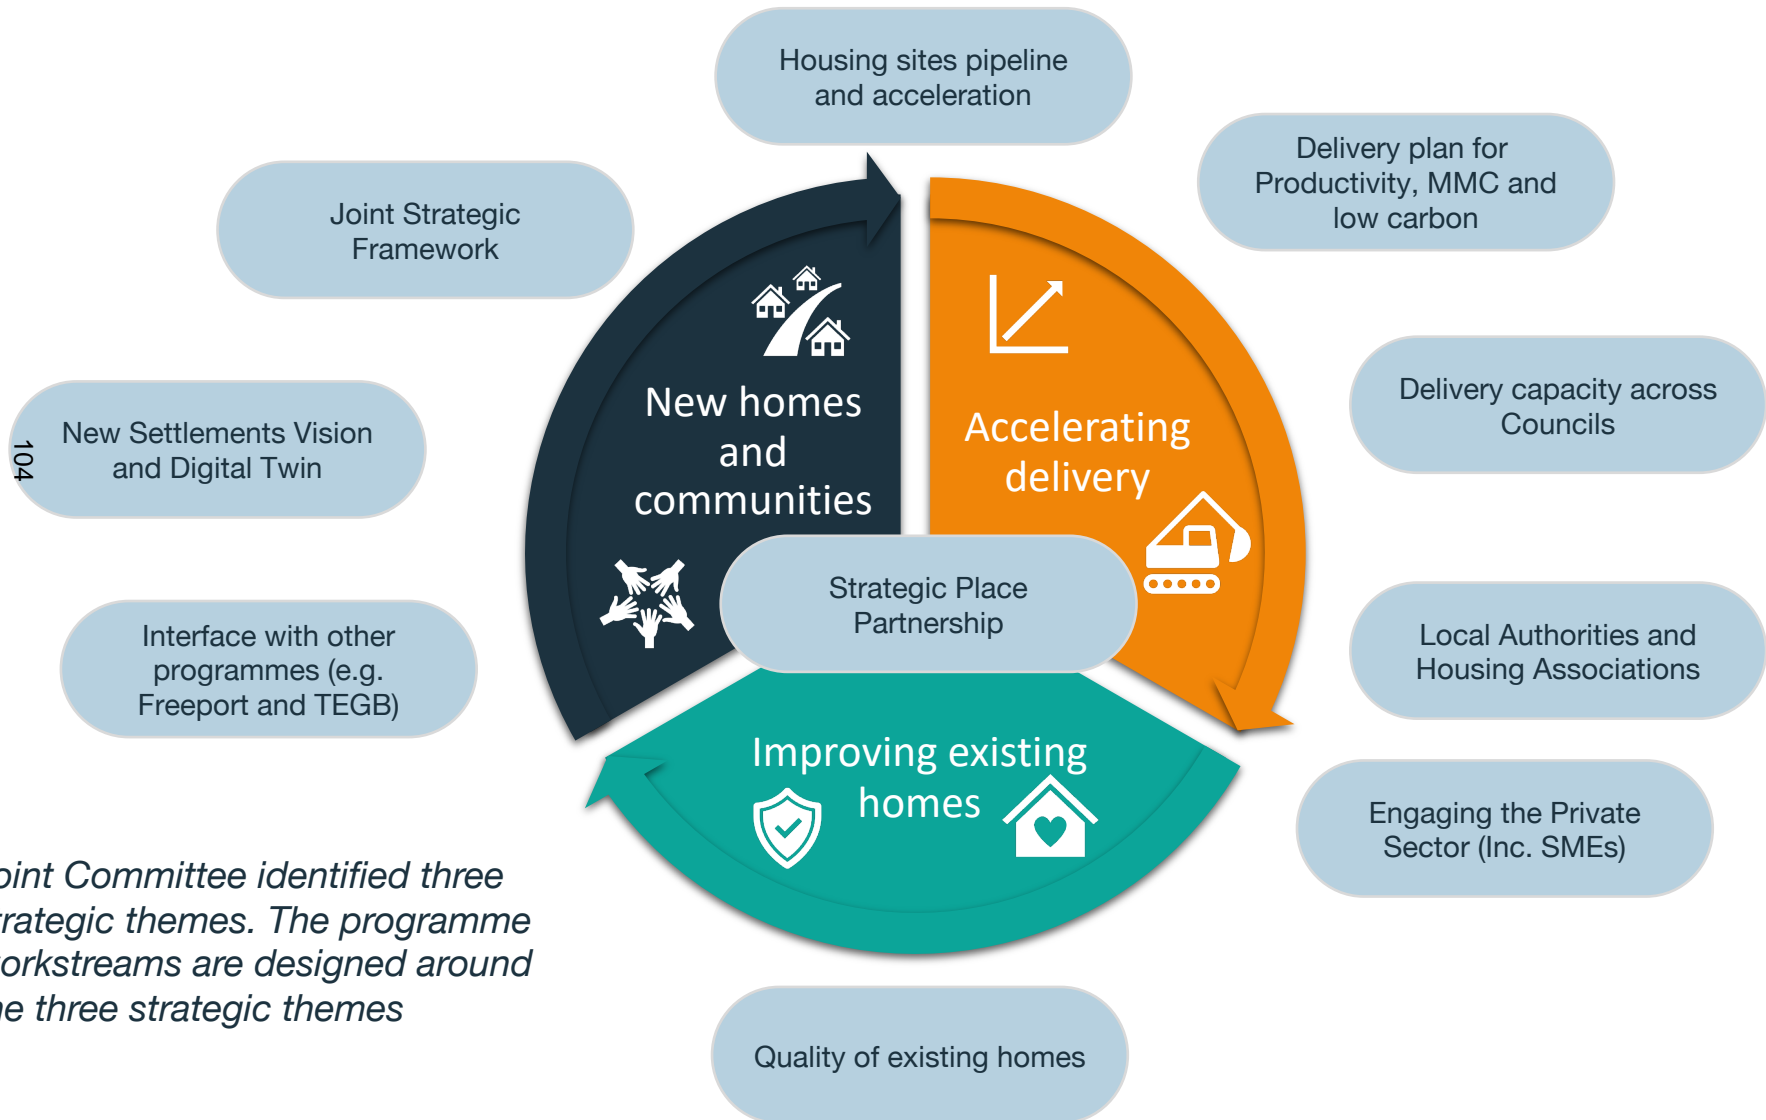 Housing sites pipeline
and acceleration
Delivery plan for
Productivity, MMC and
low carbon
Joint Strategic
Framework
New homes
and
communities
Accelerating
delivery
Delivery capacity across
Councils
New Settlements Vision
and Digital Twin
104
Strategic Place
Partnership
Interface with other
programmes (e.g.
Freeport and TEGB)
Local Authorities and
Housing Associations
Improving existing
homes
Engaging the Private
Sector (Inc. SMEs)
oint Committee identified three
trategic themes. The programme
orkstreams are designed around
e three strategic themes
Quality of existing homes